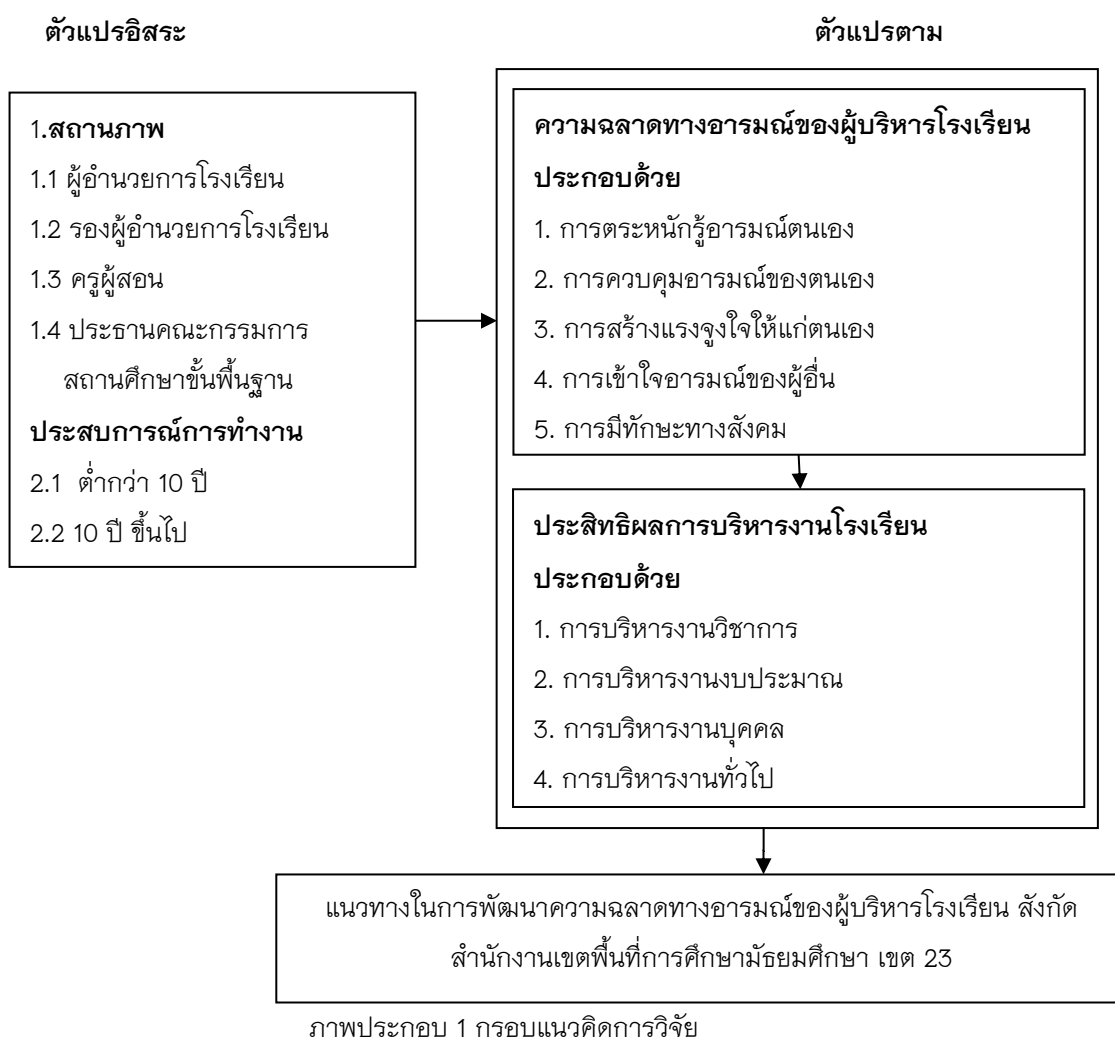 ตัวแปรอิสระ
ตัวแปรตาม
1.สถานภาพ
1.1 ผู้อำนวยการโรงเรียน
1.2 รองผู้อำนวยการโรงเรียน
1.3 ครูผู้สอน
1.4 ประธานคณะกรรมการ
สถานศึกษาขั้นพื้นฐาน
ประสบการณ์การทำงาน
2.1 ต่ำกว่า 10 ปี
2.2 10 ปี ขึ้นไป
ความฉลาดทางอารมณ์ของผู้บริหารโรงเรียน
ประกอบด้วย
1. การตระหนักรู้อารมณ์ตนเอง
2. การควบคุมอารมณ์ของตนเอง
3. การสร้างแรงจูงใจให้แก่ตนเอง
4. การเข้าใจอารมณ์ของผู้อื่น
5. การมีทักษะทางสังคม
ประสิทธิผลการบริหารงานโรงเรียน
ประกอบด้วย
1. การบริหารงานวิชาการ
2. การบริหารงานงบประมาณ
3. การบริหารงานบุคคล
4. การบริหารงานทั่วไป
แนวทางในการพัฒนาความฉลาดทางอารมณ์ของผู้บริหารโรงเรียน สังกัด
สำนักงานเขตพื้นที่การศึกษามัธยมศึกษา เขต 23
ภาพประกอบ 1 กรอบแนวคิดการวิจัย